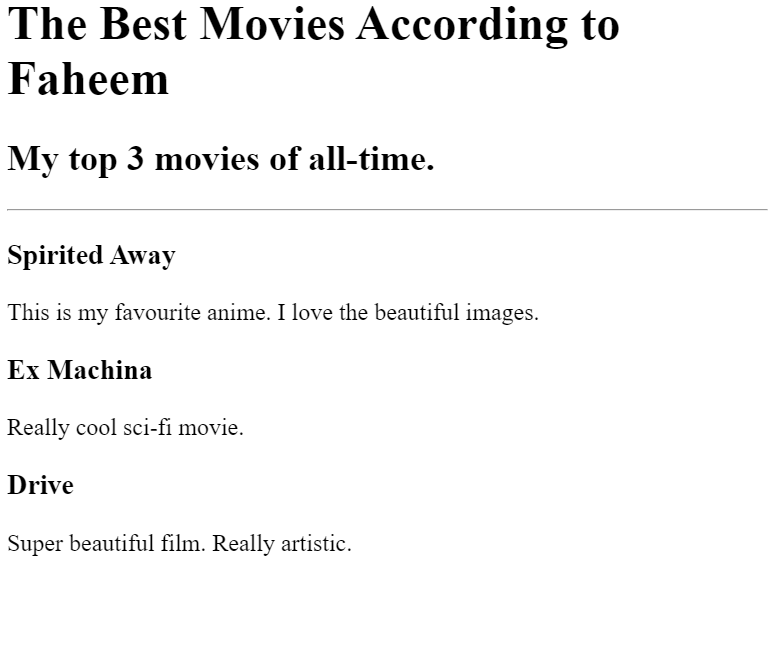 The Best Movies According to
Faheem
My top 3 movies of all-time.
Spirited Away
This is my favourite anime. I love the beautiful images.
Ex Machina
Really cool sci-fi movie.
Drive
Super beautiful film. Really artistic.